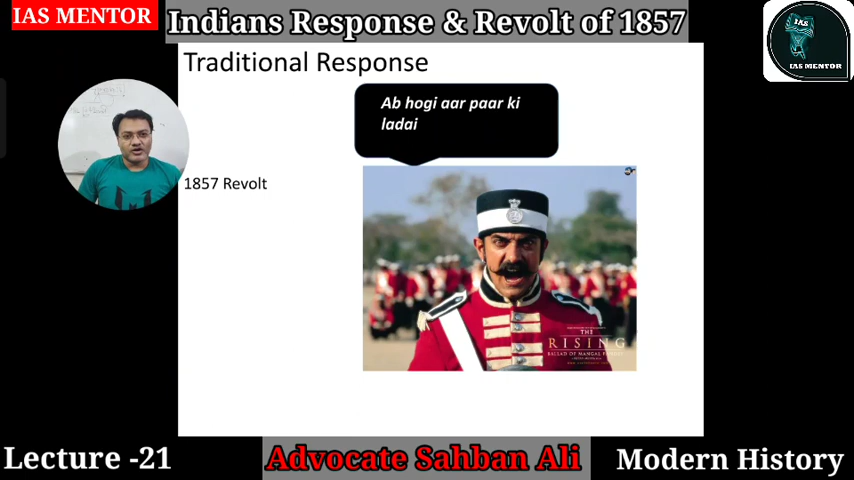 IAS MENTOR
Indians Response & Revolt of 1857
IAS
IAS MENTOR
Traditional Response
Ab hogi aar paar ki
ladai
1857 Revolt
THE
RISING
BALLAD OF MANGAL PANDEY
Lecture -21
Advocate Sahban Ali
Modern History